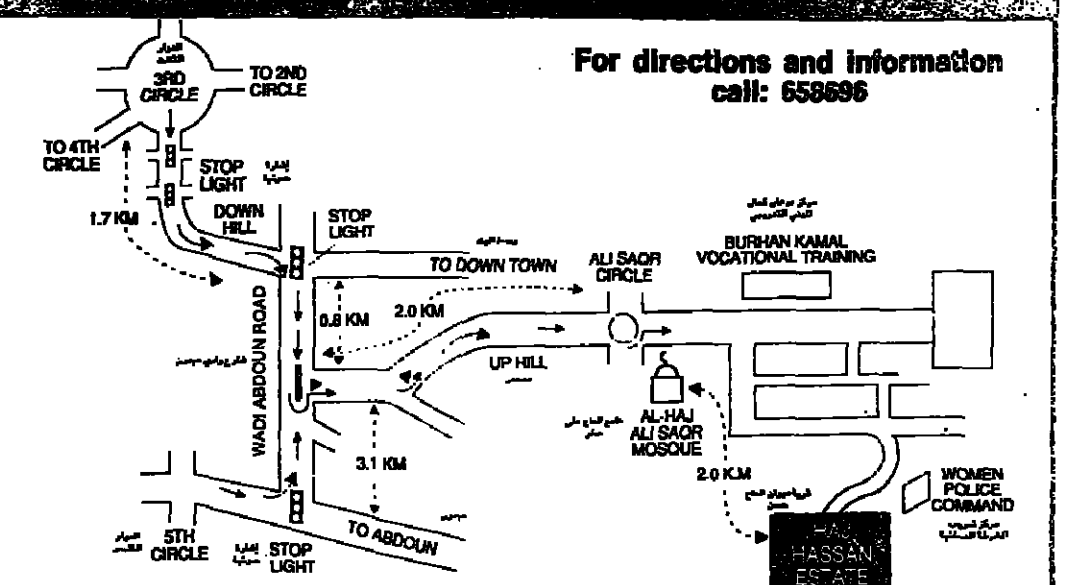 For directions and information
call: 658696
3RD
CIRCLE
TO 2ND
CIRCLE
TO 4TH
CIRCLE
STOP
LIGHT
1.7 KM
DOWN
HILL
STOP
LIGHT
TO DOWN TOWN
ALI SAQR
CIRCLE
BURHAN KAMAL
VOCATIONAL TRAINING
0.8 KM
2.0 KM
WADI ABDOUN ROAD
UP HILL
AL-HAJ
ALI SAQR
MOSQUE
3.1 KM
2.0 K.M
WOMEN
POLICE
COMMAND
5TH
CIRCLE
STOP
LIGHT
TO ABDOUN
HAJ
HASSAN
ESTATE